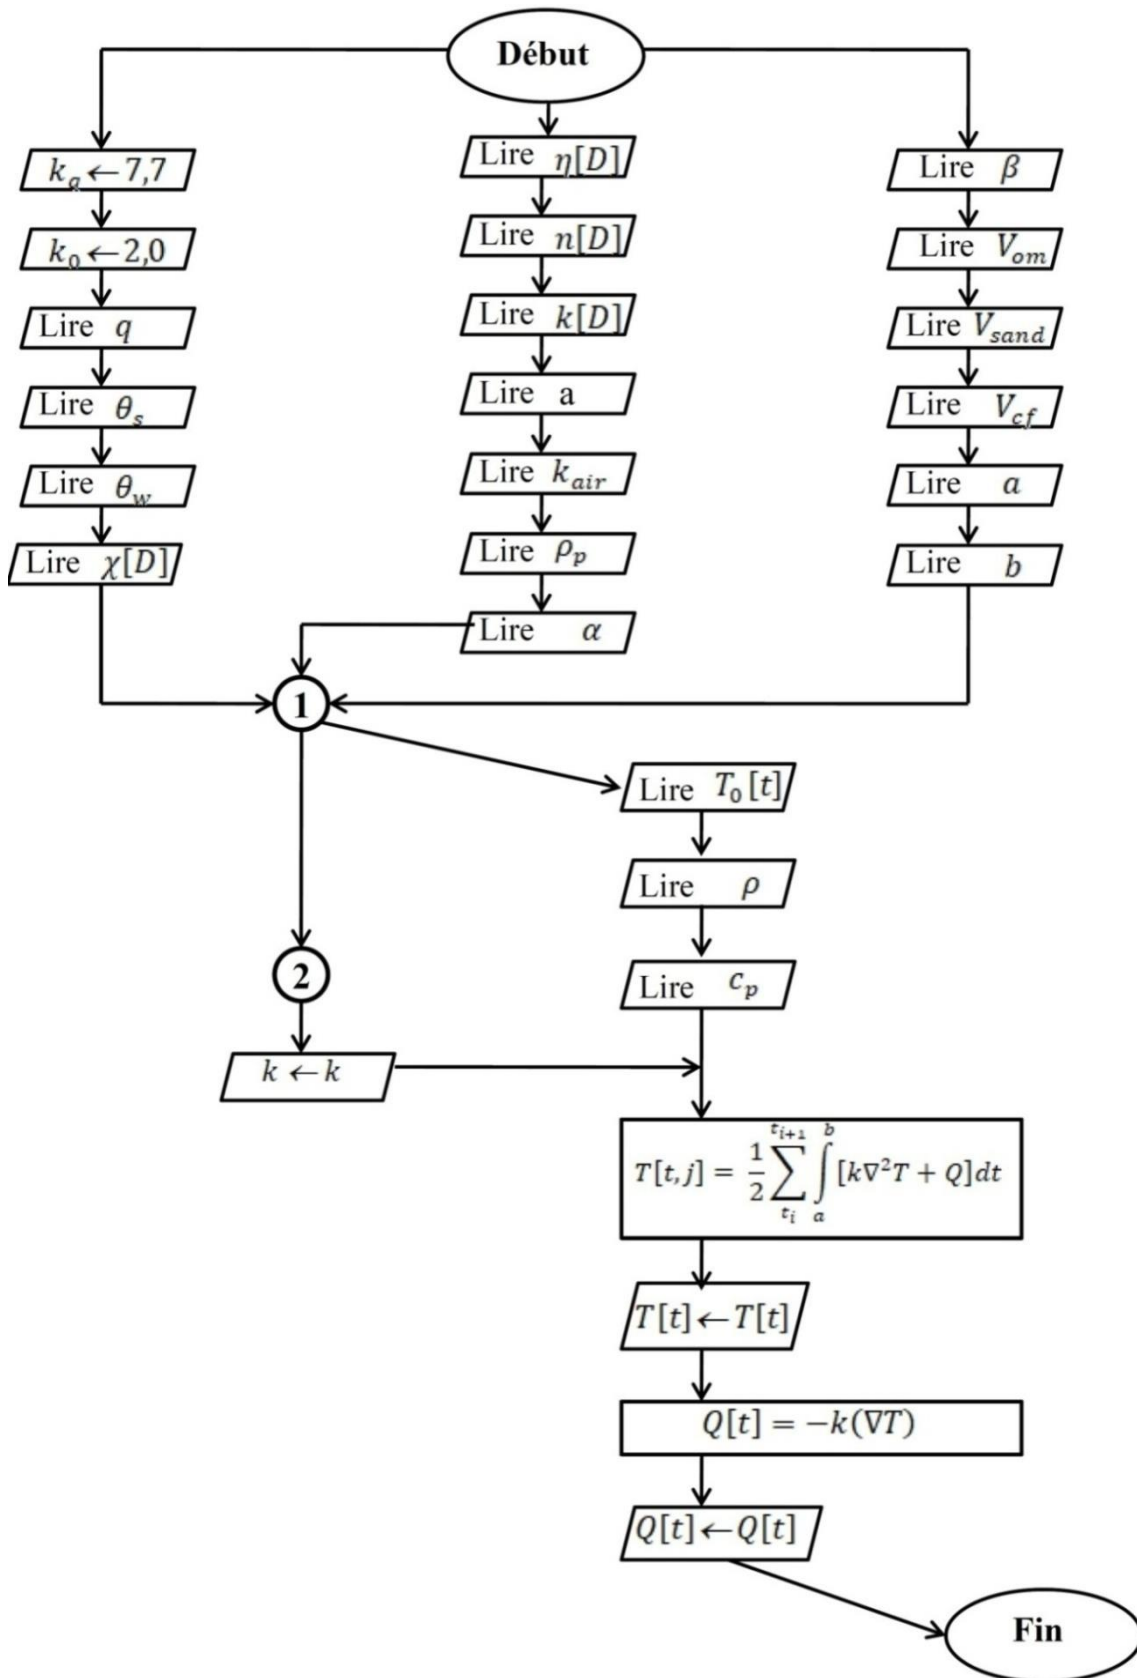 Début
k_q ← 7,7
k_0 ← 2,0
Lire q
Lire θ_s
Lire θ_w
Lire χ[D]
Lire η[D]
Lire n[D]
Lire k[D]
Lire a
Lire k_air
Lire ρ_p
Lire α
Lire β
Lire V_om
Lire V_sand
Lire V_cf
Lire a
Lire b
1
Lire T_0[t]
Lire ρ
Lire c_p
2
k ← k
T[t,j] = 1/2 ∑_{t_i}^{t_{i+1}} ∫_a^b [k∇²T + Q]dt
T[t] ← T[t]
Q[t] = −k(∇T)
Q[t] ← Q[t]
Fin